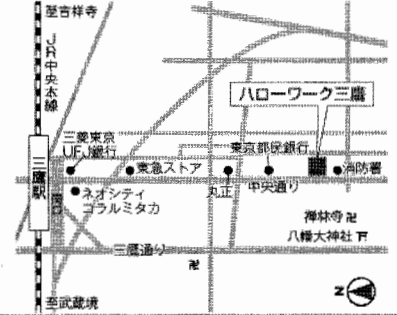 至吉祥寺
JR中央本線
ハローワーク三鷹
三菱東京
UFJ銀行
東京都民銀行
三鷹駅
南口
東急ストア
消防署
丸正
中央通り
ネオシティ
コラルミタカ
禅林寺卍
八幡大神社
三鷹通り
卍
至武蔵境
N